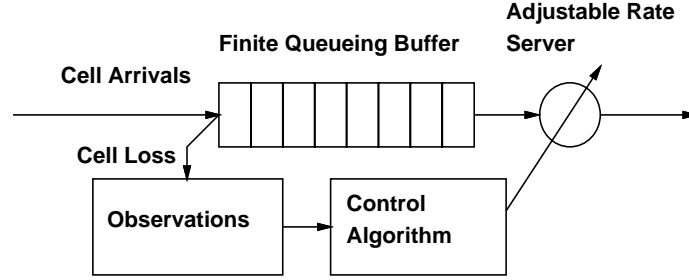 Adjustable Rate
Server
Finite Queueing Buffer
Cell Arrivals
Cell Loss
Observations
Control
Algorithm